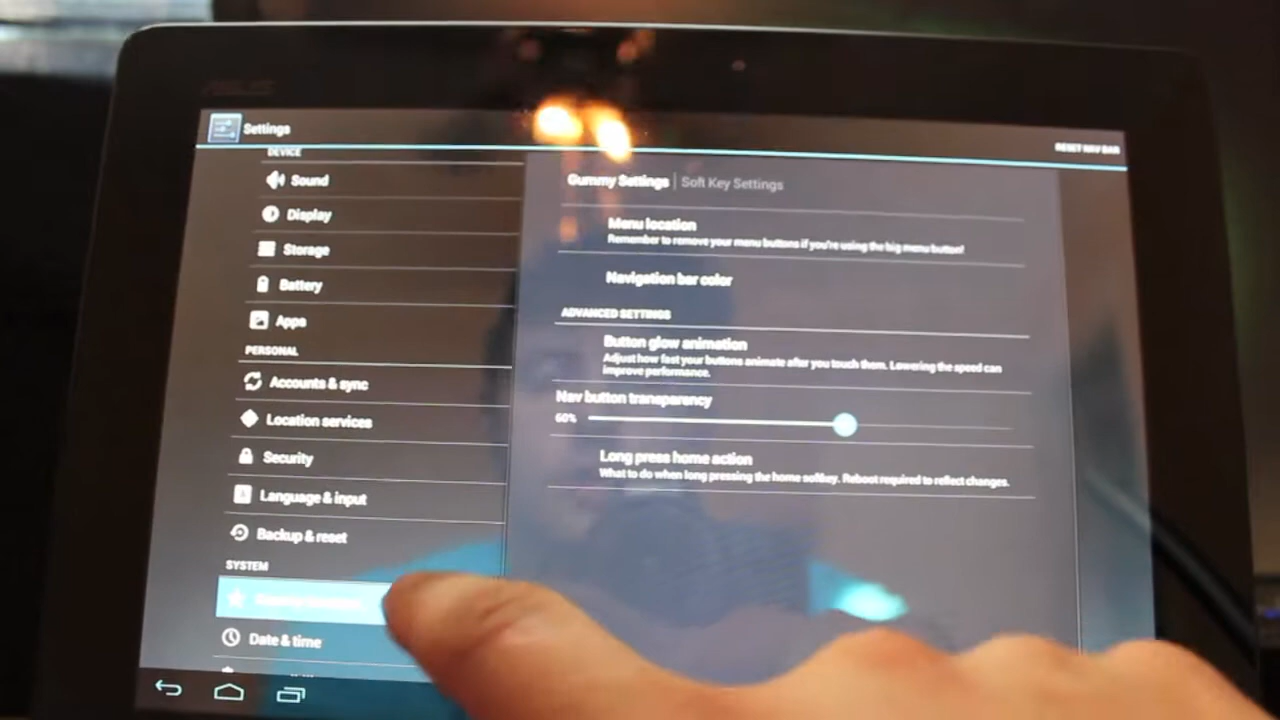 ASUS
Settings
RESET NAV BAR
DEVICE
Sound
Display
Storage
Battery
Apps
PERSONAL
Accounts & sync
Location services
Security
Language & input
Backup & reset
SYSTEM
Date & time
Gummy Settings | Soft Key Settings
Menu location
Remember to remove your menu buttons if you're using the big menu button!
Navigation bar color
ADVANCED SETTINGS
Button glow animation
Adjust how fast your buttons animate after you touch them. Lowering the speed can
improve performance.
Nav button transparency
60%
Long press home action
What to do when long pressing the home softkey. Reboot required to reflect changes.